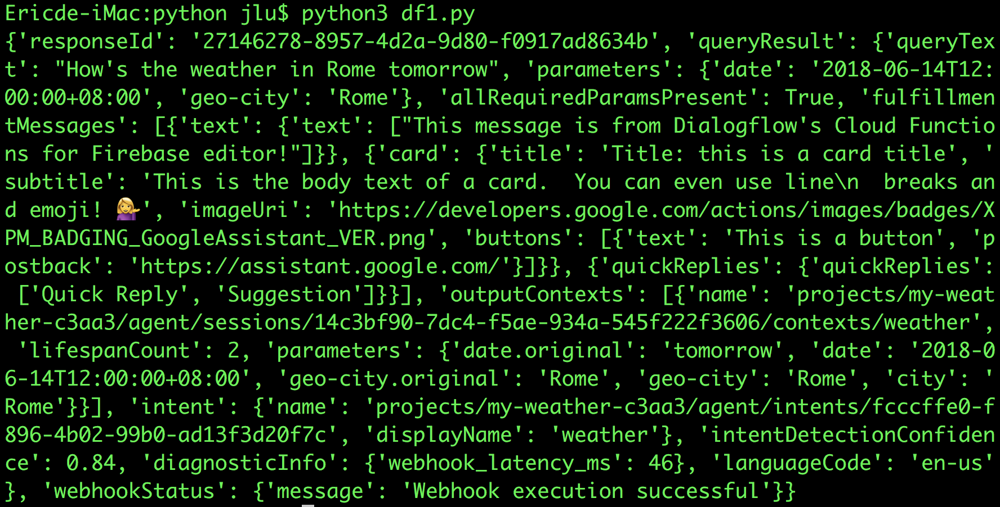 Ericde-iMac:python jlu$ python3 df1.py
{'responseId': '27146278-8957-4d2a-9d80-f0917ad8634b', 'queryResult': {'queryTex
t': "How's the weather in Rome tomorrow", 'parameters': {'date': '2018-06-14T12:
00:00+08:00', 'geo-city': 'Rome'}, 'allRequiredParamsPresent': True, 'fulfillmen
tMessages': [{'text': {'text': ["This message is from Dialogflow's Cloud Functio
ns for Firebase editor!"]}}, {'card': {'title': 'Title: this is a card title', '
subtitle': 'This is the body text of a card.  You can even use line\n  breaks an
d emoji! 💁', 'imageUri': 'https://developers.google.com/actions/images/badges/X
PM_BADGING_GoogleAssistant_VER.png', 'buttons': [{'text': 'This is a button', 'p
ostback': 'https://assistant.google.com/'}]}}, {'quickReplies': {'quickReplies':
 ['Quick Reply', 'Suggestion']}}], 'outputContexts': [{'name': 'projects/my-weat
her-c3aa3/agent/sessions/14c3bf90-7dc4-f5ae-934a-545f222f3606/contexts/weather',
 'lifespanCount': 2, 'parameters': {'date.original': 'tomorrow', 'date': '2018-0
6-14T12:00:00+08:00', 'geo-city.original': 'Rome', 'geo-city': 'Rome', 'city': '
Rome'}}], 'intent': {'name': 'projects/my-weather-c3aa3/agent/intents/fcccffe0-f
896-4b02-99b0-ad13f3d20f7c', 'displayName': 'weather'}, 'intentDetectionConfiden
ce': 0.84, 'diagnosticInfo': {'webhook_latency_ms': 46}, 'languageCode': 'en-us'
}, 'webhookStatus': {'message': 'Webhook execution successful'}}